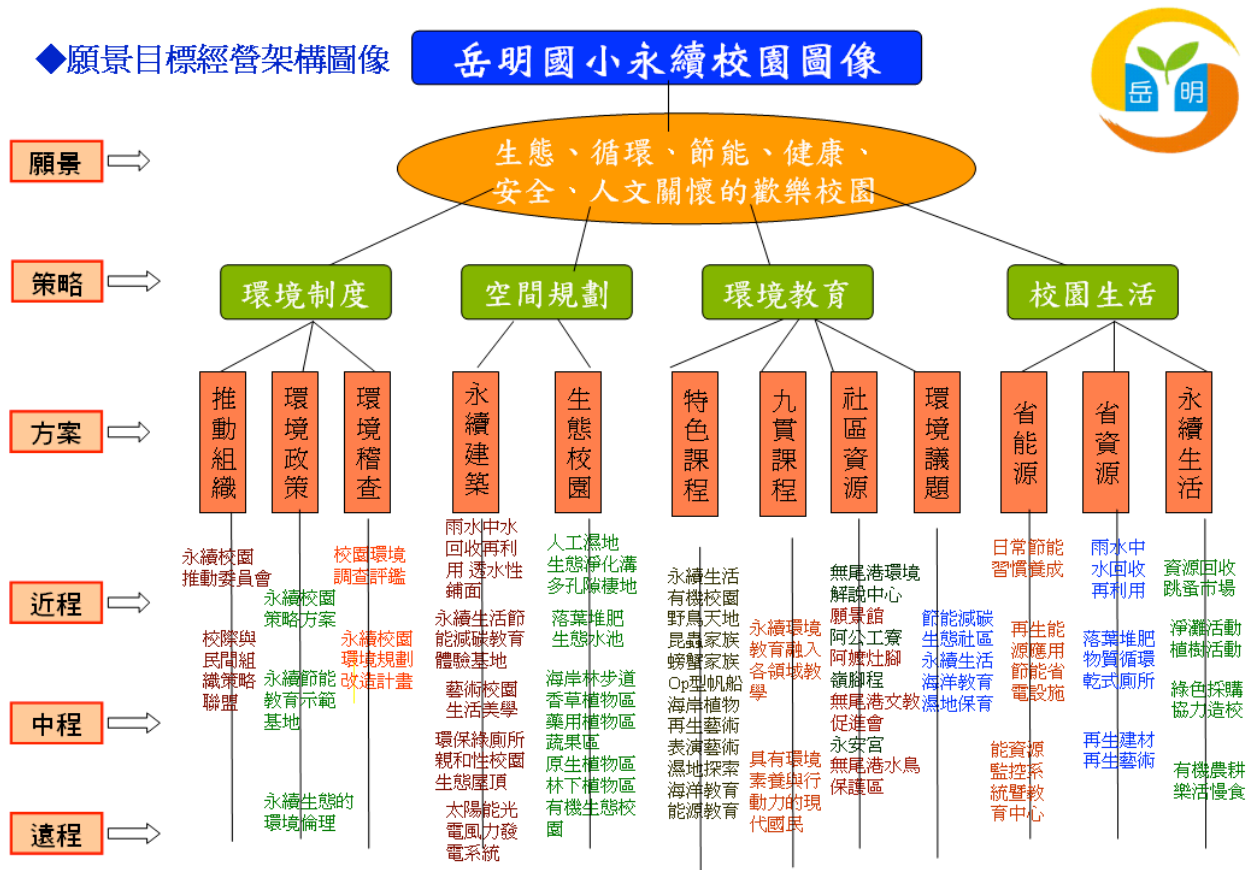 ◆願景目標經營架構圖像
岳明國小永續校園圖像
岳明
願景
生態、循環、節能、健康、
安全、人文關懷的歡樂校園
策略
環境制度
空間規劃
環境教育
校園生活
方案
推動組織
環境政策
環境稽查
永續建築
生態校園
特色課程
九貫課程
社區資源
環境議題
省能源
省資源
永續生活
近程
中程
遠程
永續校園
推動委員會
校際與
民間組
織策略
聯盟
永續校園
策略方案
永續節能
教育示範
基地
永續生態的
環境倫理
校園環境
調查評鑑
永續校園
環境規劃
改造計畫
雨水中水
回收再利
用 透水性
鋪面
永續生活節
能減碳教育
體驗基地
藝術校園
生活美學
環保綠廁所
親和性校園
生態屋頂
太陽能光
電風力發
電系統
人工濕地
生態淨化溝
多孔隙棲地
落葉堆肥
生態水池
海岸林步道
香草植物區
藥用植物區
蔬果區
原生植物區
林下植物區
有機生態校
園
永續生活
有機校園
野鳥天地
昆蟲家族
螃蟹家族
Op型帆船
海岸植物
再生藝術
表演藝術
濕地探索
海洋教育
能源教育
永續環境
教育融入
各領域教
學
具有環境
素養與行
動力的現
代國民
無尾港環境
解說中心
願景館
阿公工寮
阿嬤灶腳
嶺腳程
無尾港文教
促進會
永安宮
無尾港水鳥
保護區
節能減碳
生態社區
永續生活
海洋教育
濕地保育
日常節能
習慣養成
再生能
源應用
節能省
電設施
能資源
監控系
統暨教
育中心
雨水中
水回收
再利用
落葉堆肥
物質循環
乾式廁所
再生建材
再生藝術
資源回收
跳蚤市場
淨灘活動
植樹活動
綠色採購
協力造校
有機農耕
樂活慢食